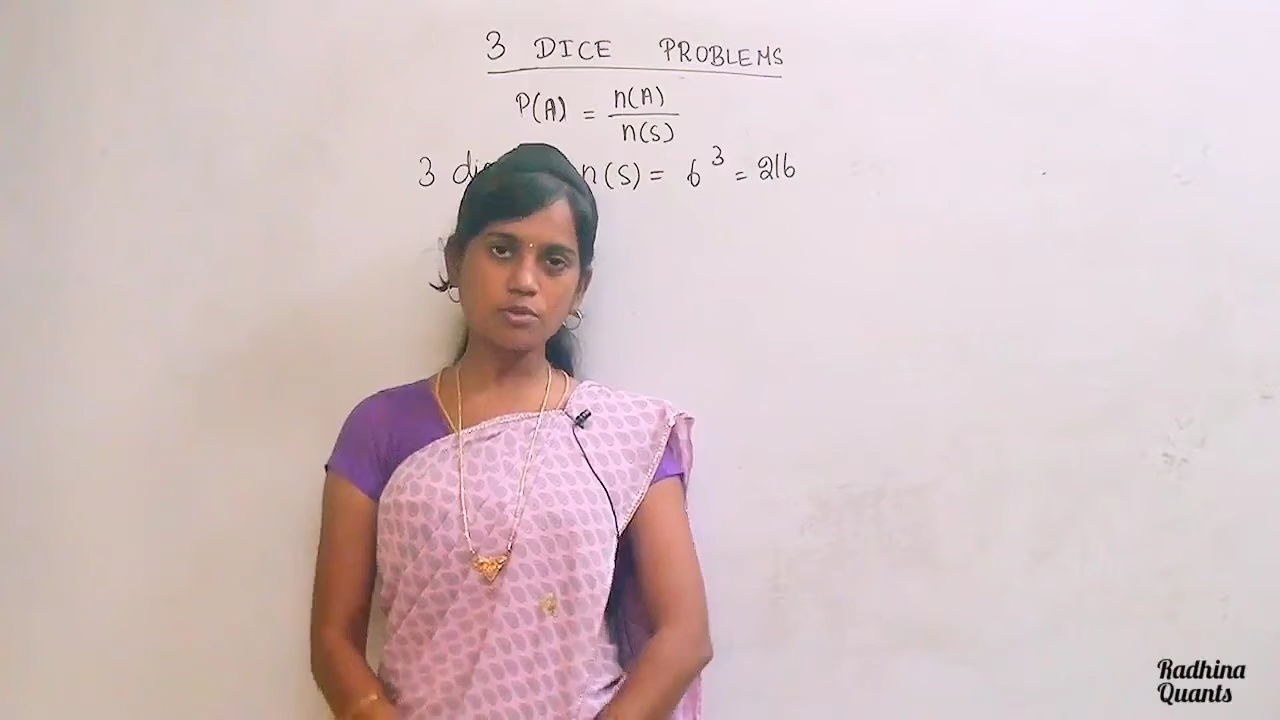 3 DICE PROBLEMS
P(A) = n(A)/n(S)
3 n(S) = 6³ = 216
Radhina
Quants